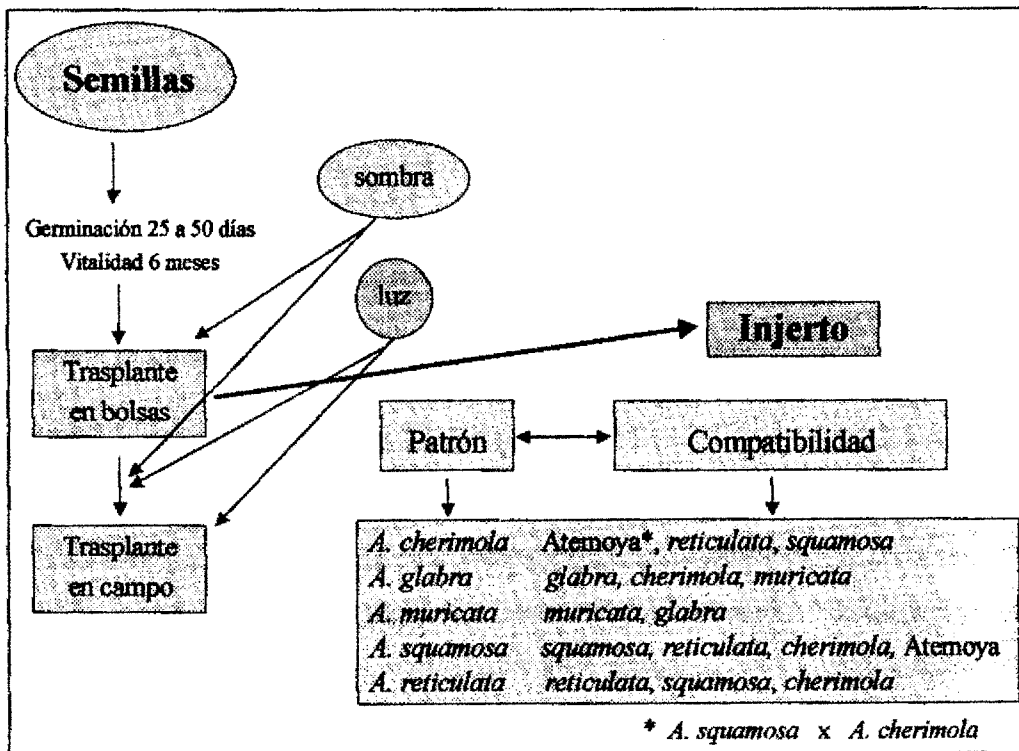 Semillas
sombra
Germinación 25 a 50 días
Vitalidad 6 meses
luz
Injerto
Trasplante
en bolsas
Patrón
Compatibilidad
Trasplante
en campo
A. cherimola Atemoya*, reticulata, squamosa
A. glabra glabra, cherimola, muricata
A. muricata muricata, glabra
A. squamosa squamosa, reticulata, cherimola, Atemoya
A. reticulata reticulata, squamosa, cherimola
* A. squamosa x A. cherimola